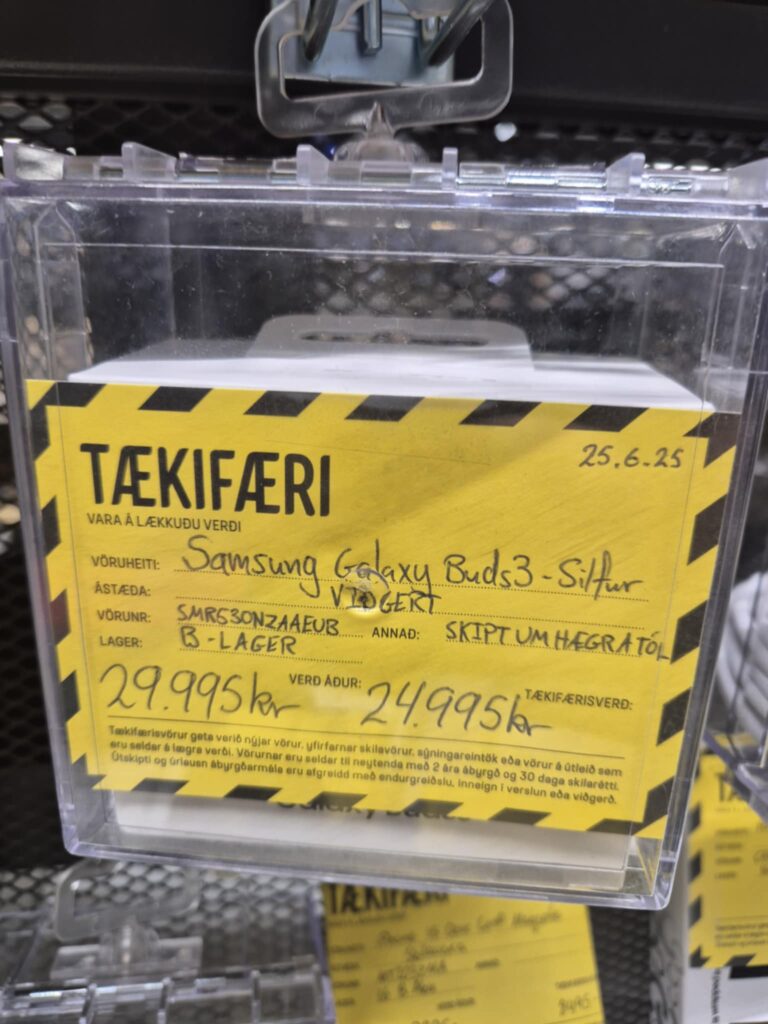 TÆKIFÆRI
25.6.25
VARA Á LÆKKUÐU VERÐI
VÖRUHEITI: Samsung Galaxy Buds3 - Silfur
ÁSTÆÐA: VIÐGERT
VÖRUNR: SMR530NZAAEUB ANNAÐ: SKIPT UM HÆGRA TÓL
LAGER: B-LAGER
29.995kr VERÐ ÁÐUR: 24.995kr TÆKIFÆRISVERÐ:
Tækifærisvörur geta verið nýjar vörur, yfirfarnar skilavörur, sýningareintök eða vörur á útleið sem
eru seldar á lægra verði. Vörurnar eru seldar til neytenda með 2 ára ábyrgð og 30 daga skilarétti.
Útskipti og úrlausn ábyrgðarmála eru afgreidd með endurgreiðslu, inneign í verslun eða viðgerð.
Galaxy Buds
TÆKIFÆRI